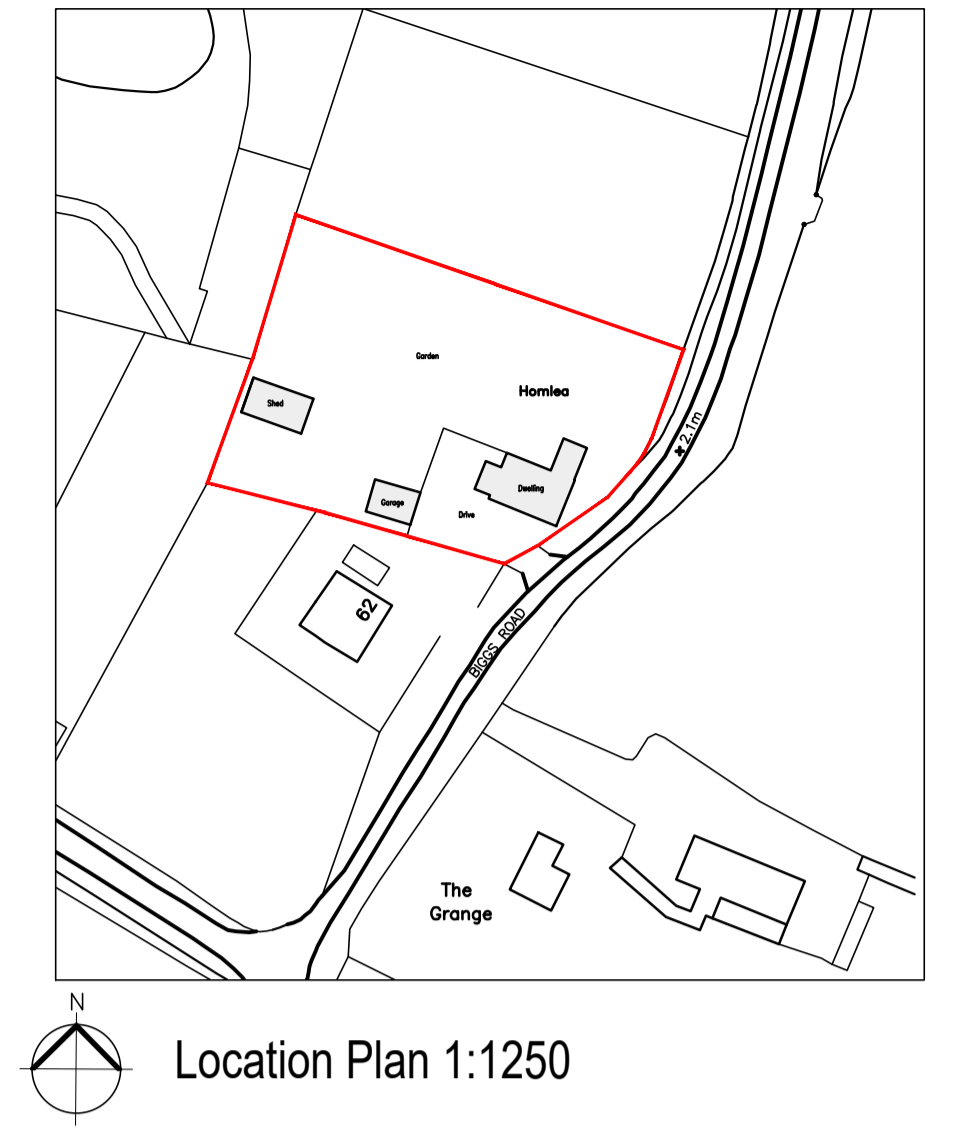 Garden
Homlea
Shed
Dwelling
Garage
Drive
2.1m
62
BIGGS ROAD
The
Grange
N
Location Plan 1:1250